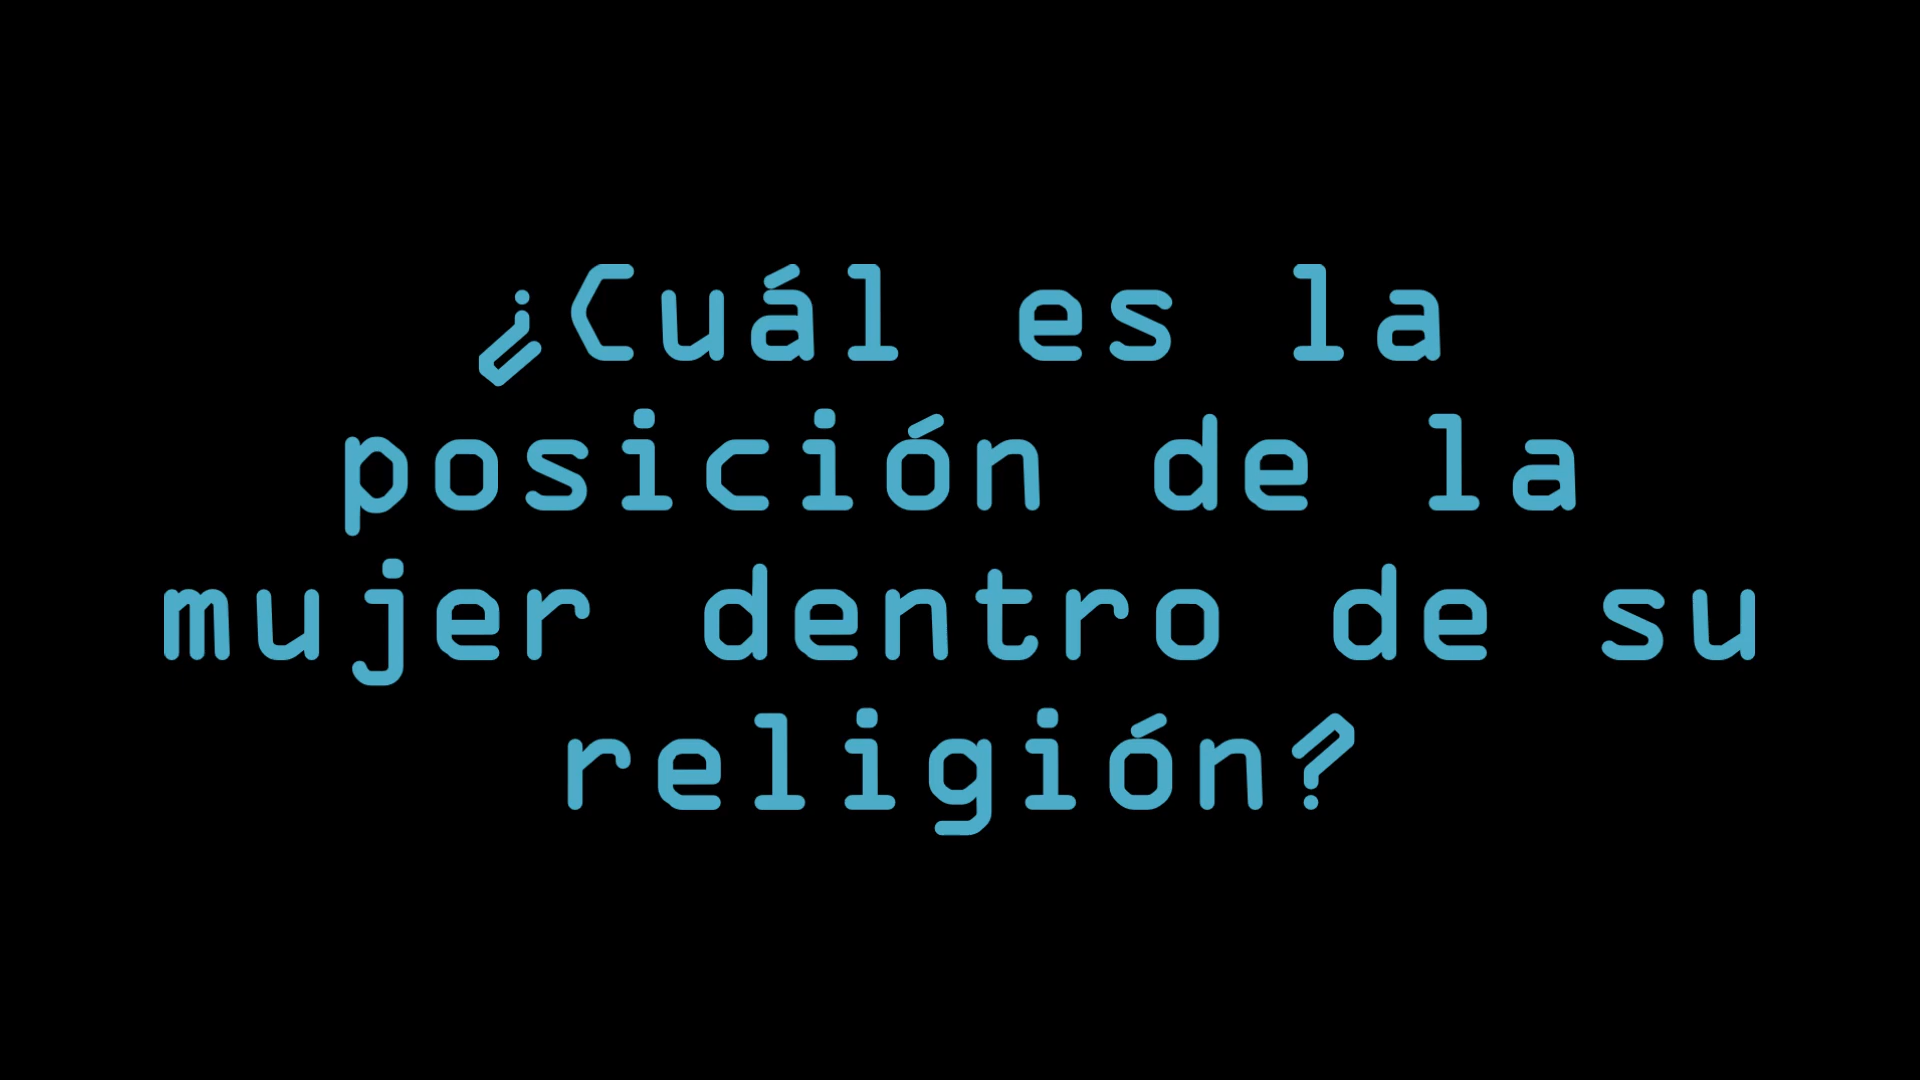 ¿Cuál es la
posición de la
mujer dentro de su
religión?